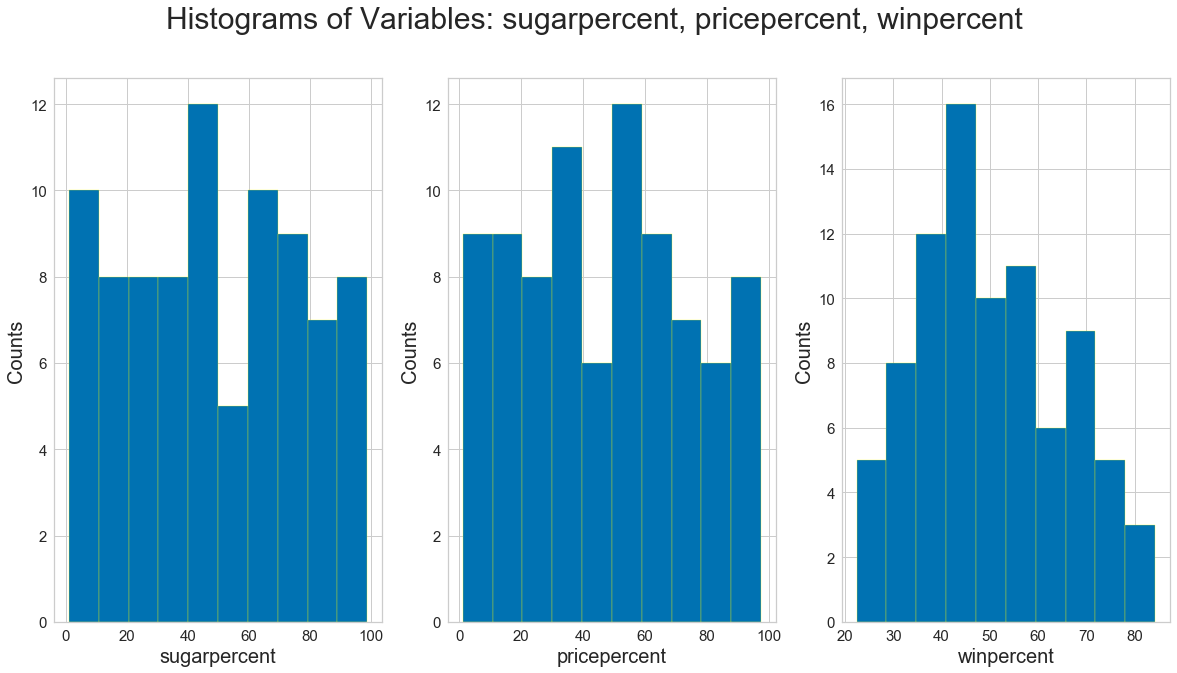 Histograms of Variables: sugarpercent, pricepercent, winpercent
12
10
8
6
4
2
0
Counts
0 20 40 60 80 100
sugarpercent
12
10
8
6
4
2
0
Counts
0 20 40 60 80 100
pricepercent
16
14
12
10
8
6
4
2
0
Counts
20 30 40 50 60 70 80
winpercent